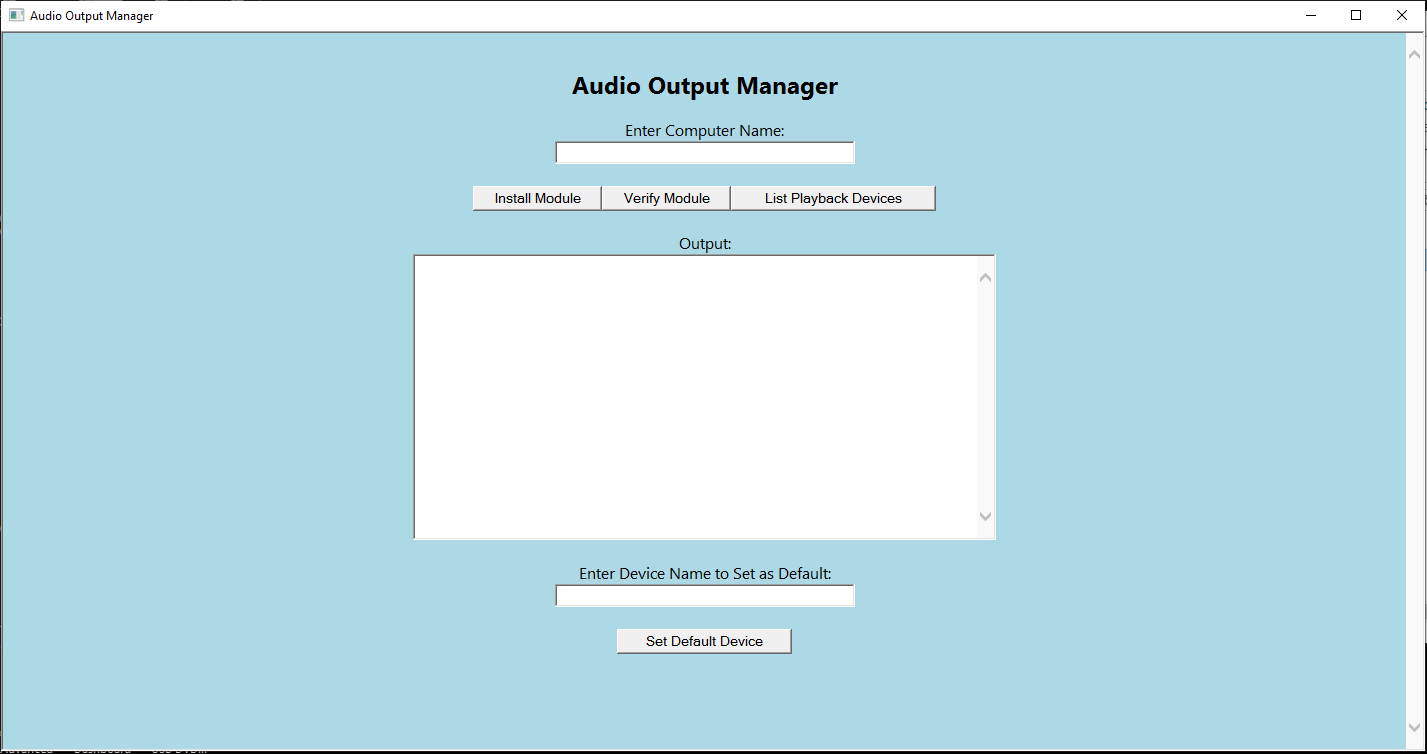 Audio Output Manager
Audio Output Manager
Enter Computer Name:
Install Module Verify Module List Playback Devices
Output:
Enter Device Name to Set as Default:
Set Default Device